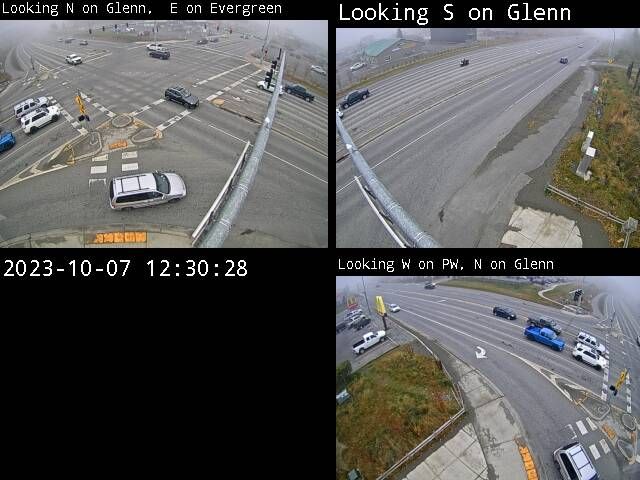 Looking N on Glenn, E on Evergreen
Looking S on Glenn
2023-10-07 12:30:28
Looking W on PW, N on Glenn